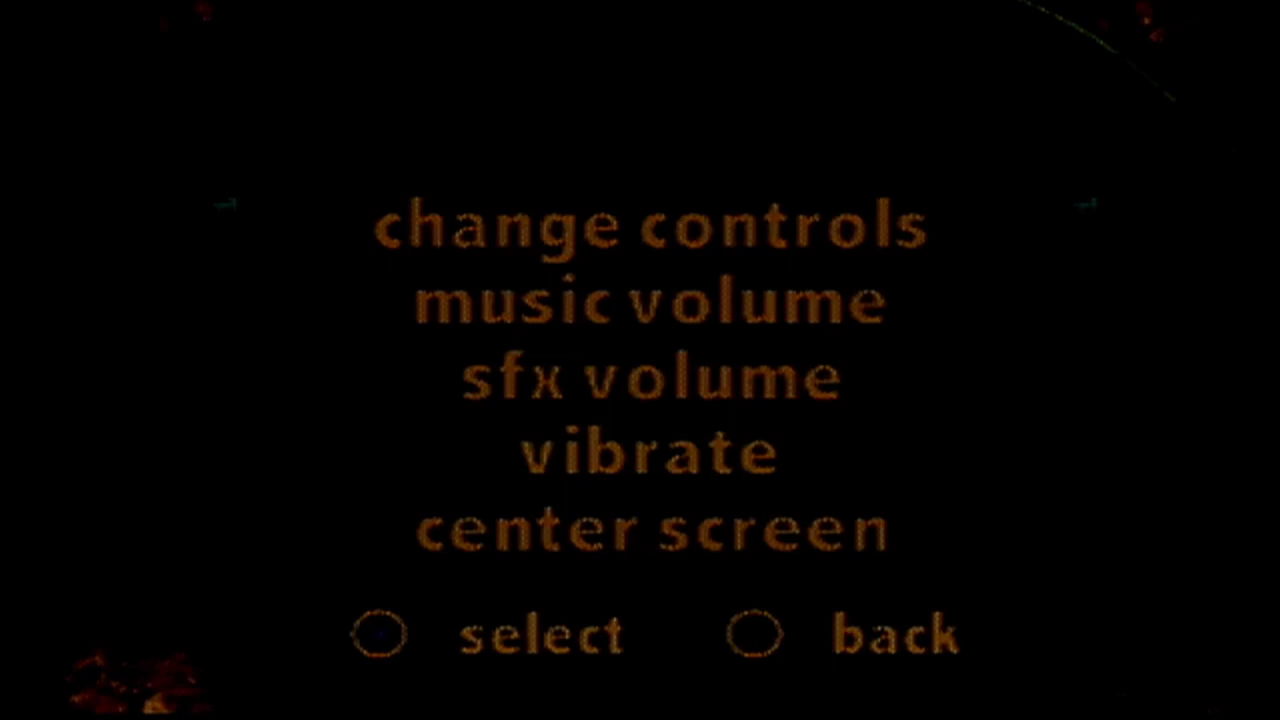 change controls
music volume
sfx volume
vibrate
center screen
select back